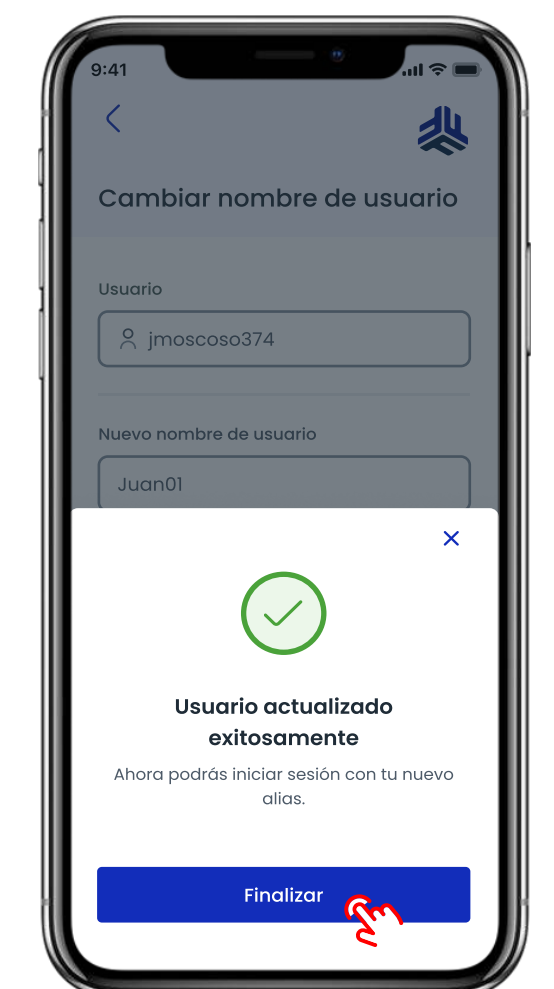 9:41
Cambiar nombre de usuario
Usuario
jmoscoso374
Nuevo nombre de usuario
Juan01
Usuario actualizado
exitosamente
Ahora podrás iniciar sesión con tu nuevo
alias.
Finalizar